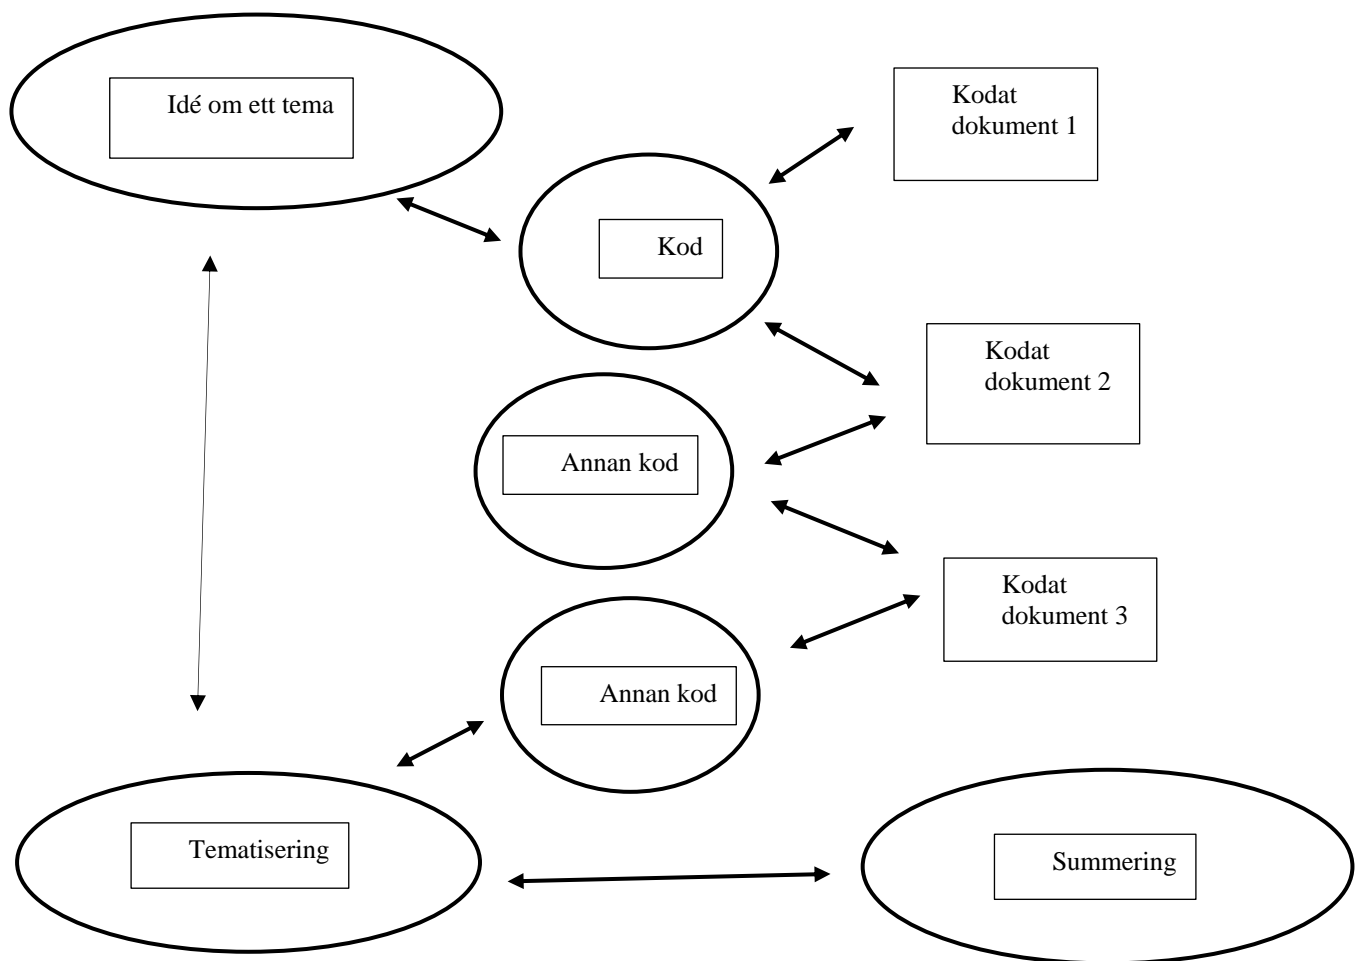 Idé om ett tema
Kodat
dokument 1
Kod
Kodat
dokument 2
Annan kod
Kodat
dokument 3
Annan kod
Tematisering
Summering